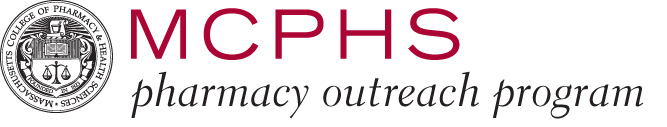 MCPHS
pharmacy outreach program
MASSACHUSETTS COLLEGE OF PHARMACY & HEALTH SCIENCES